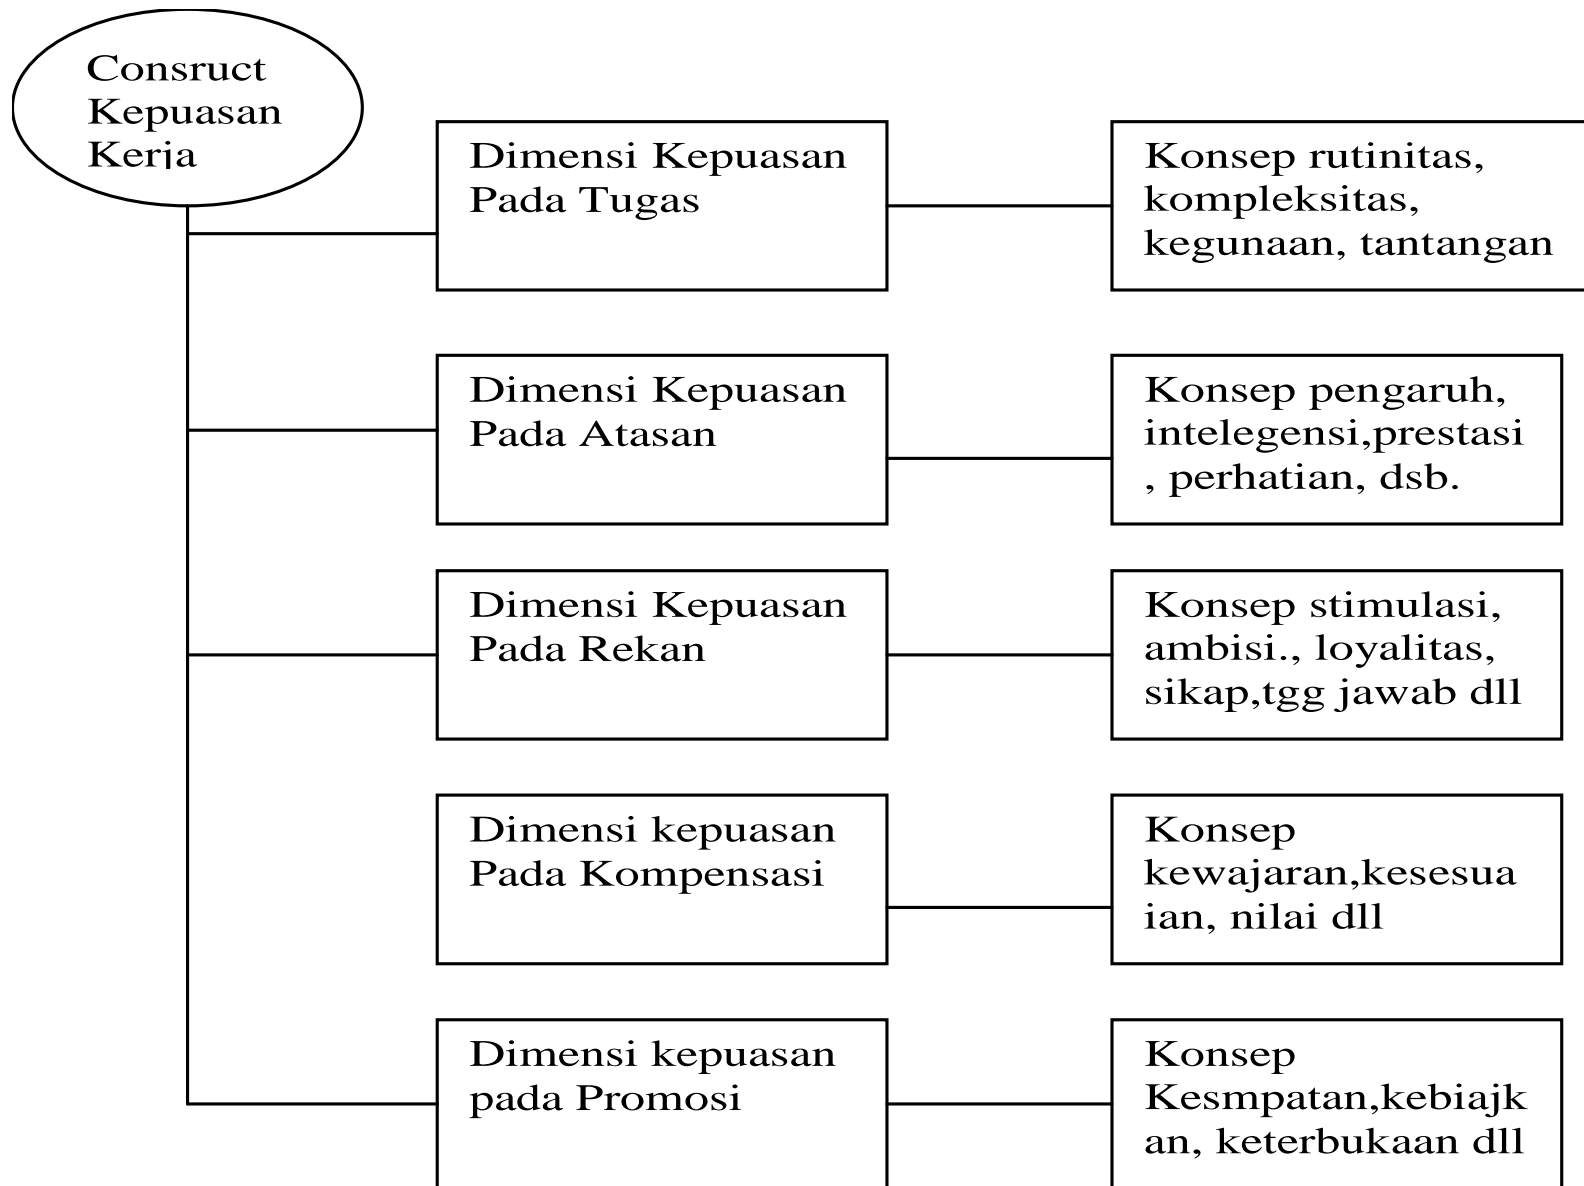 Consruct
Kepuasan
Kerja
Dimensi Kepuasan
Pada Tugas
Konsep rutinitas,
kompleksitas,
kegunaan, tantangan
Dimensi Kepuasan
Pada Atasan
Konsep pengaruh,
intelegensi,prestasi
, perhatian, dsb.
Dimensi Kepuasan
Pada Rekan
Konsep stimulasi,
ambisi., loyalitas,
sikap,tgg jawab dll
Dimensi kepuasan
Pada Kompensasi
Konsep
kewajaran,kesesua
ian, nilai dll
Dimensi kepuasan
pada Promosi
Konsep
Kesmpatan,kebiajk
an, keterbukaan dll